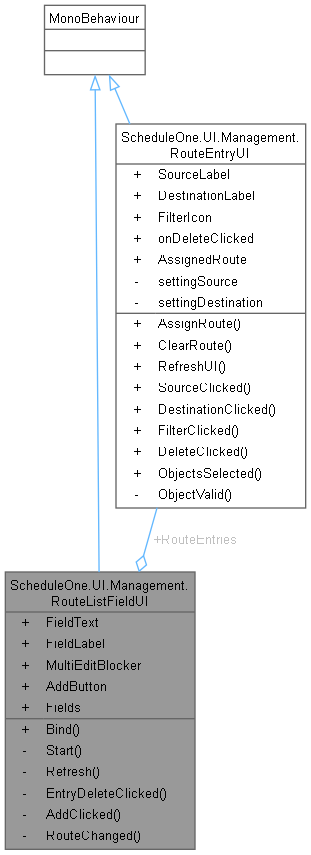 MonoBehaviour
ScheduleOne.UI.Management.
RouteEntryUI
+ SourceLabel
+ DestinationLabel
+ FilterIcon
+ onDeleteClicked
+ AssignedRoute
- settingSource
- settingDestination
+ AssignRoute()
+ ClearRoute()
+ RefreshUI()
+ SourceClicked()
+ DestinationClicked()
+ FilterClicked()
+ DeleteClicked()
+ ObjectsSelected()
- ObjectValid()
+RouteEntries
ScheduleOne.UI.Management.
RouteListFieldUI
+ FieldText
+ FieldLabel
+ MultiEditBlocker
+ AddButton
+ Fields
+ Bind()
- Start()
- Refresh()
- EntryDeleteClicked()
- AddClicked()
- RouteChanged()